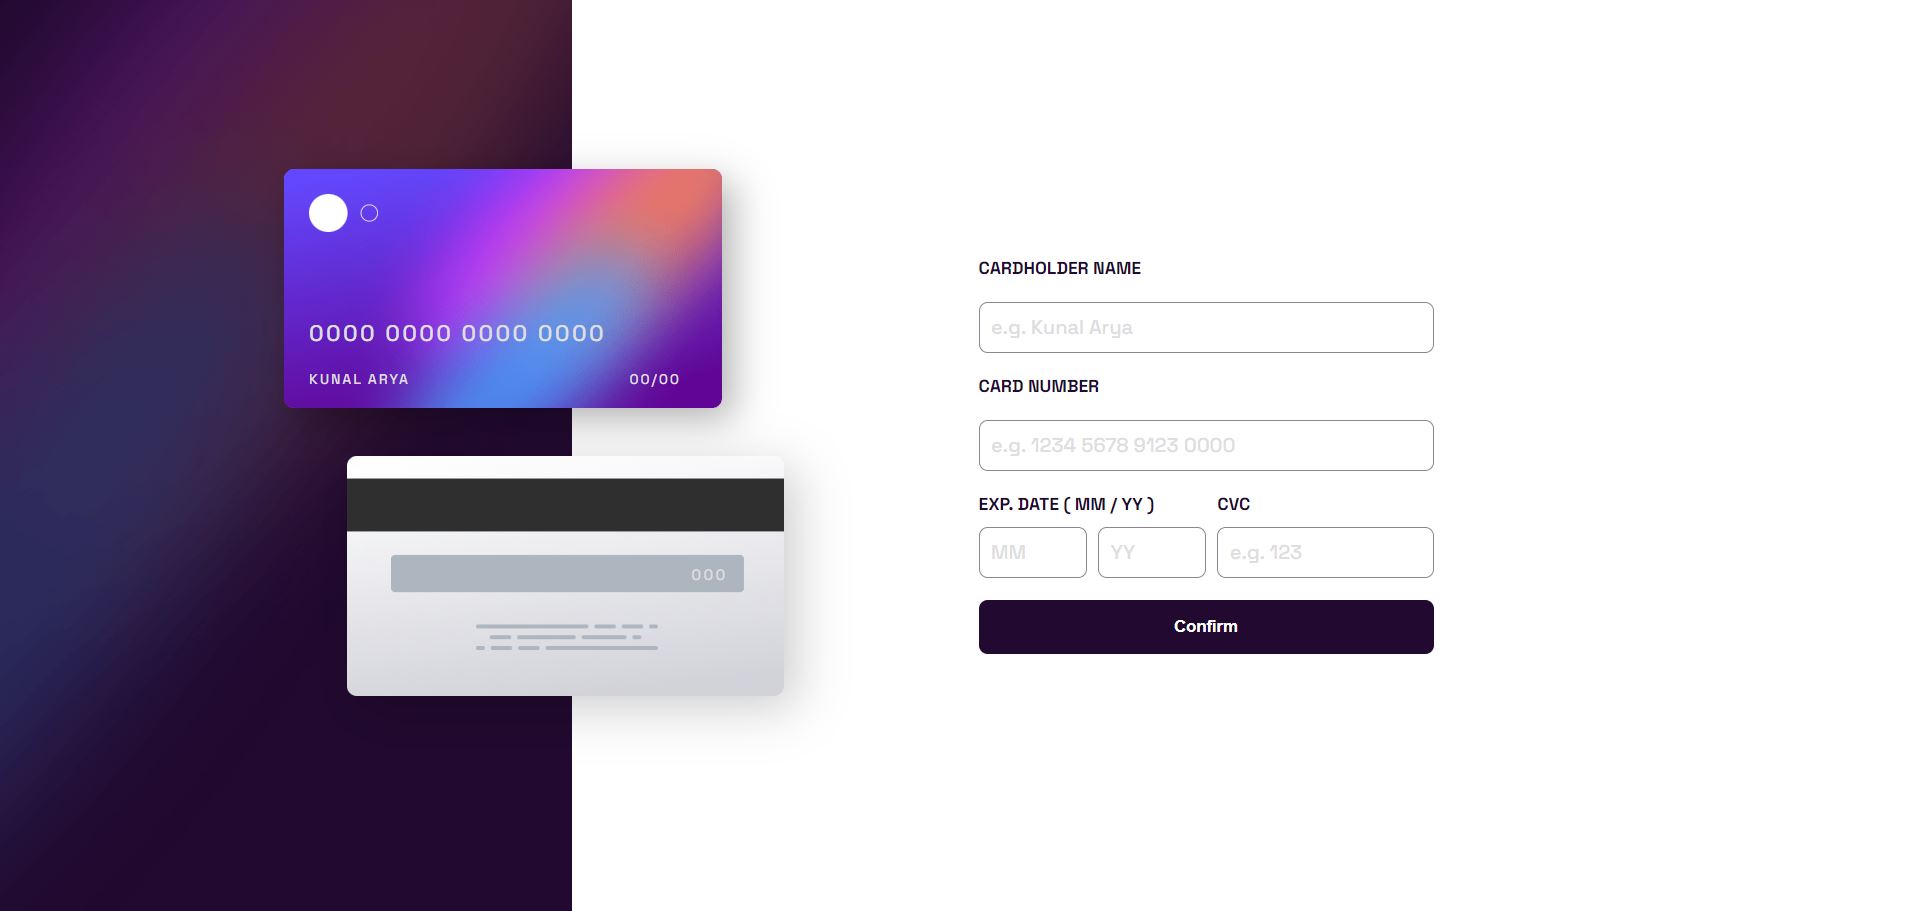 0000 0000 0000 0000
KUNAL ARYA 00/00
000
CARDHOLDER NAME
e.g. Kunal Arya
CARD NUMBER
e.g. 1234 5678 9123 0000
EXP. DATE ( MM / YY ) CVC
MM YY e.g. 123
Confirm